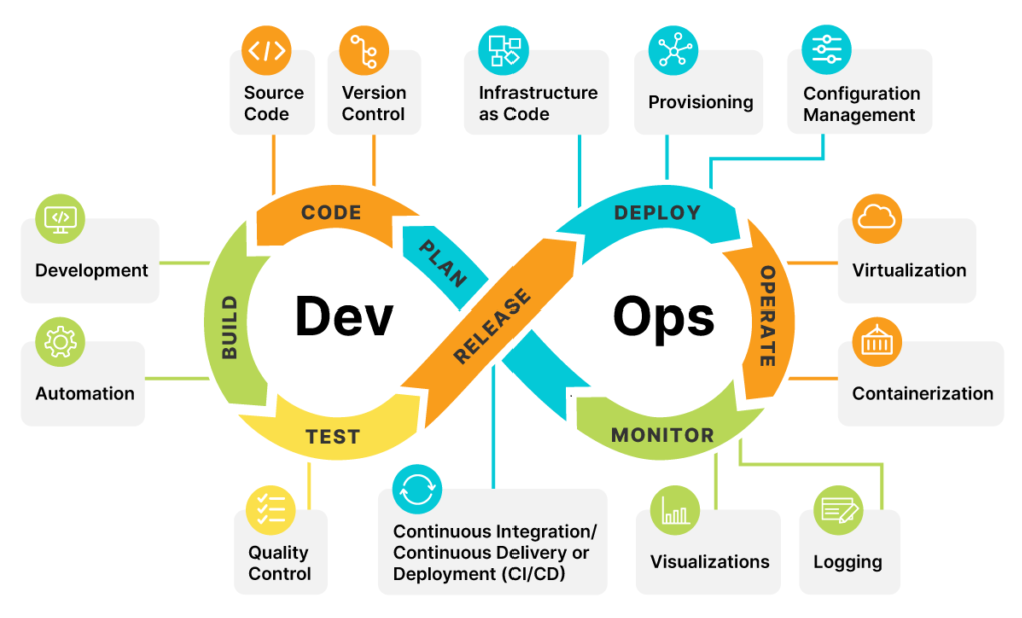 Source
Code
Version
Control
Infrastructure
as Code
Provisioning
Configuration
Management
CODE
DEPLOY
PLAN
Development
Virtualization
BUILD
Dev
RELEASE
Ops
OPERATE
Automation
Containerization
TEST
MONITOR
Quality
Control
Continuous Integration/
Continuous Delivery or
Deployment (CI/CD)
Visualizations
Logging